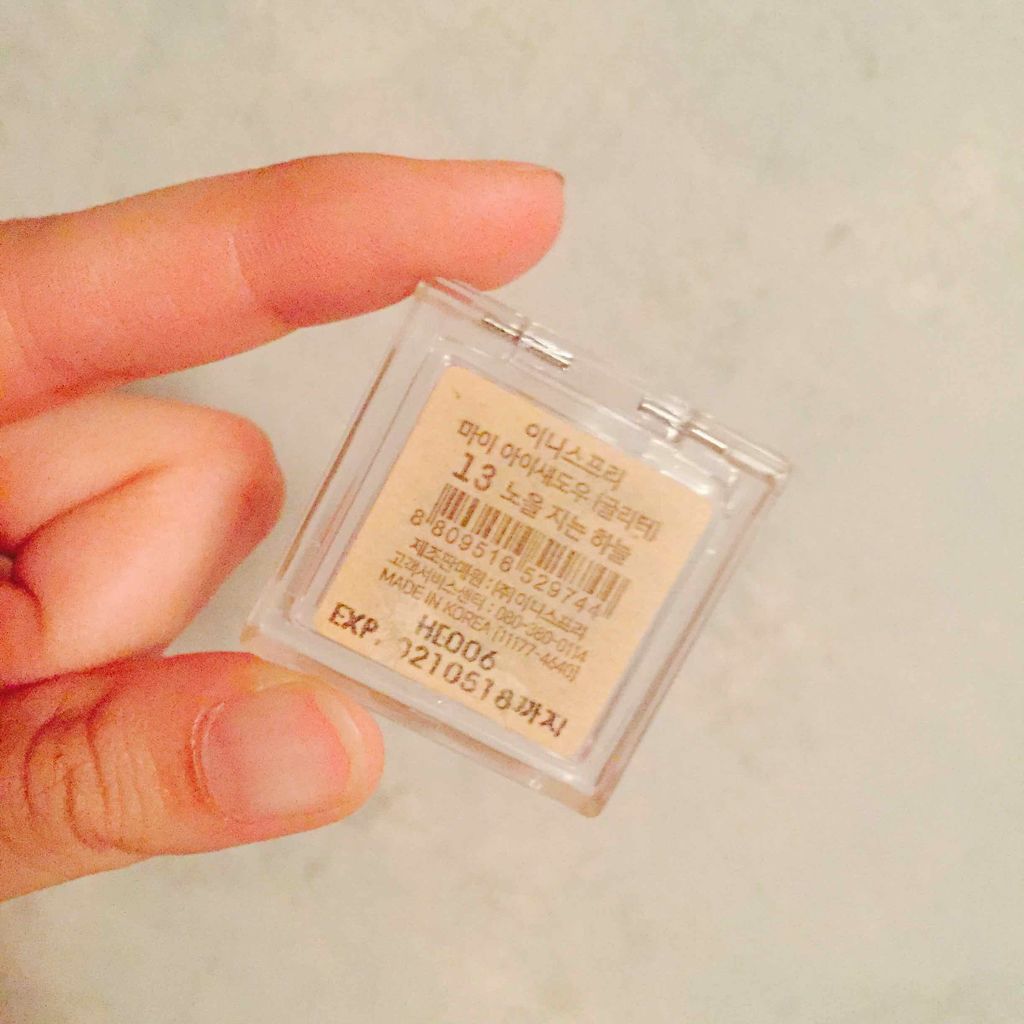 이니스프리
마이 아이섀도우 (글리터)
13 노을 지는 하늘
8 809516 529744
제조판매원 : (주)이니스프리
고객서비스센터 : 080-380-0114
MADE IN KOREA (11177-4640)
HE006
EXP. 20210518까지